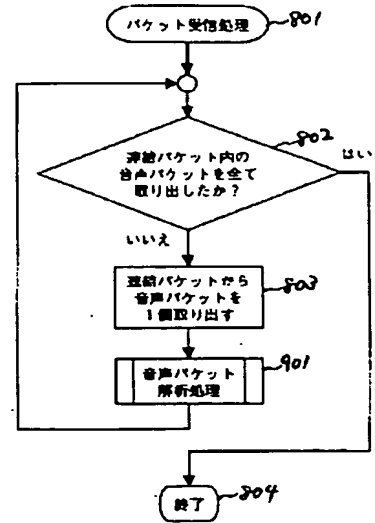 パケット受信処理
801
802
連結パケット内の
音声パケットを全て
取り出したか?
はい
いいえ
連結パケットから
音声パケットを
1個取り出す
803
音声パケット
解析処理
901
終了
804